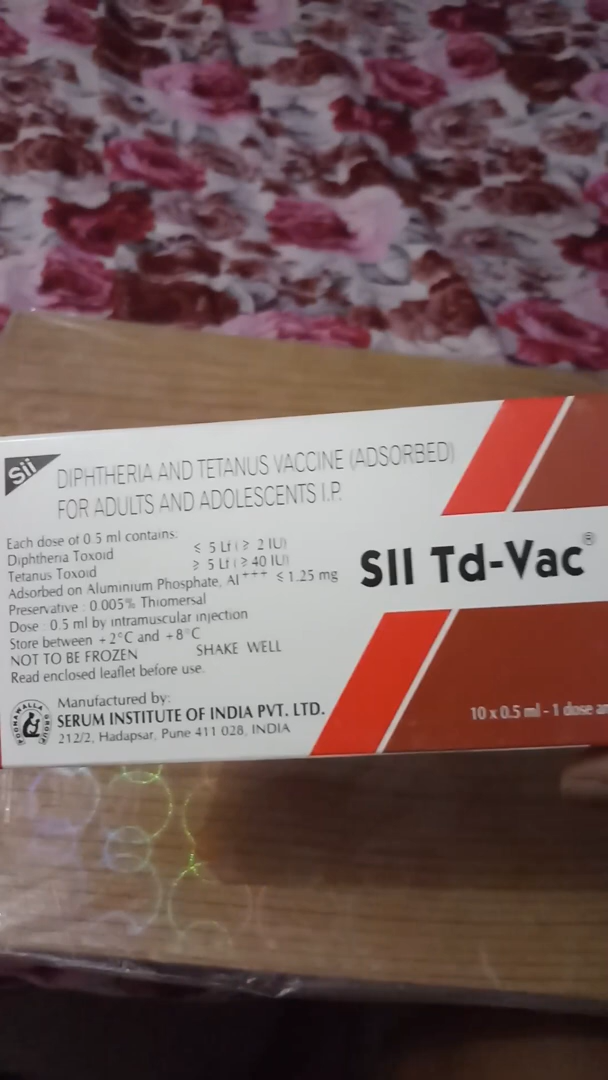 Sii
DIPHTHERIA AND TETANUS VACCINE (ADSORBED)
FOR ADULTS AND ADOLESCENTS I.P.
Each dose of 0.5 ml contains:
Diphtheria Toxoid ≤ 5 Lf (≥ 2 IU)
Tetanus Toxoid ≥ 5 Lf (≥ 40 IU)
Adsorbed on Aluminium Phosphate, Al+++ ≤ 1.25 mg
Preservative : 0.005% Thiomersal
Dose : 0.5 ml by intramuscular injection
Store between +2°C and +8°C
NOT TO BE FROZEN SHAKE WELL
Read enclosed leaflet before use.
POONAWALLA GROUP
Manufactured by:
SERUM INSTITUTE OF INDIA PVT. LTD.
212/2, Hadapsar, Pune 411 028, INDIA
SII Td-Vac®
10 x 0.5 ml - 1 dose